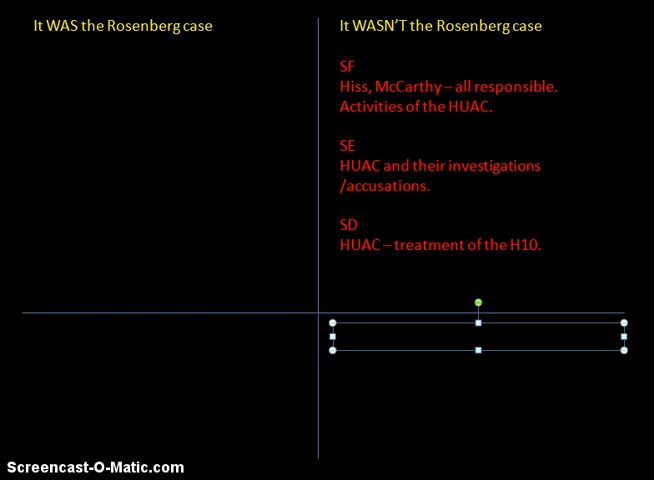 It WAS the Rosenberg case
It WASN'T the Rosenberg case
SF
Hiss, McCarthy – all responsible.
Activities of the HUAC.
SE
HUAC and their investigations
/accusations.
SD
HUAC – treatment of the H10.
Screencast-O-Matic.com